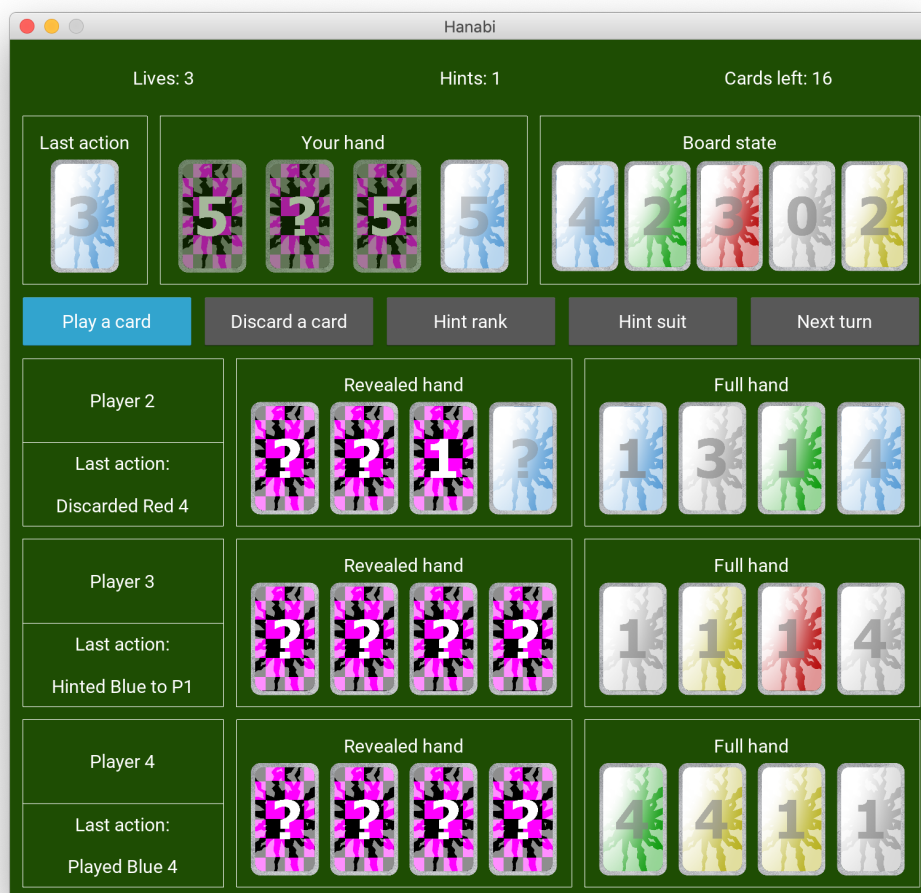 Hanabi
Lives: 3 Hints: 1 Cards left: 16
Last action Your hand Board state
3 5 ? 5 5 4 2 3 0 2
Play a card Discard a card Hint rank Hint suit Next turn
Revealed hand Full hand
Player 2
? ? 1 ? 1 3 1 4
Last action:
Discarded Red 4
Revealed hand Full hand
Player 3
? ? ? ? 1 1 1 4
Last action:
Hinted Blue to P1
Revealed hand Full hand
Player 4
? ? ? ? 4 4 1 1
Last action:
Played Blue 4